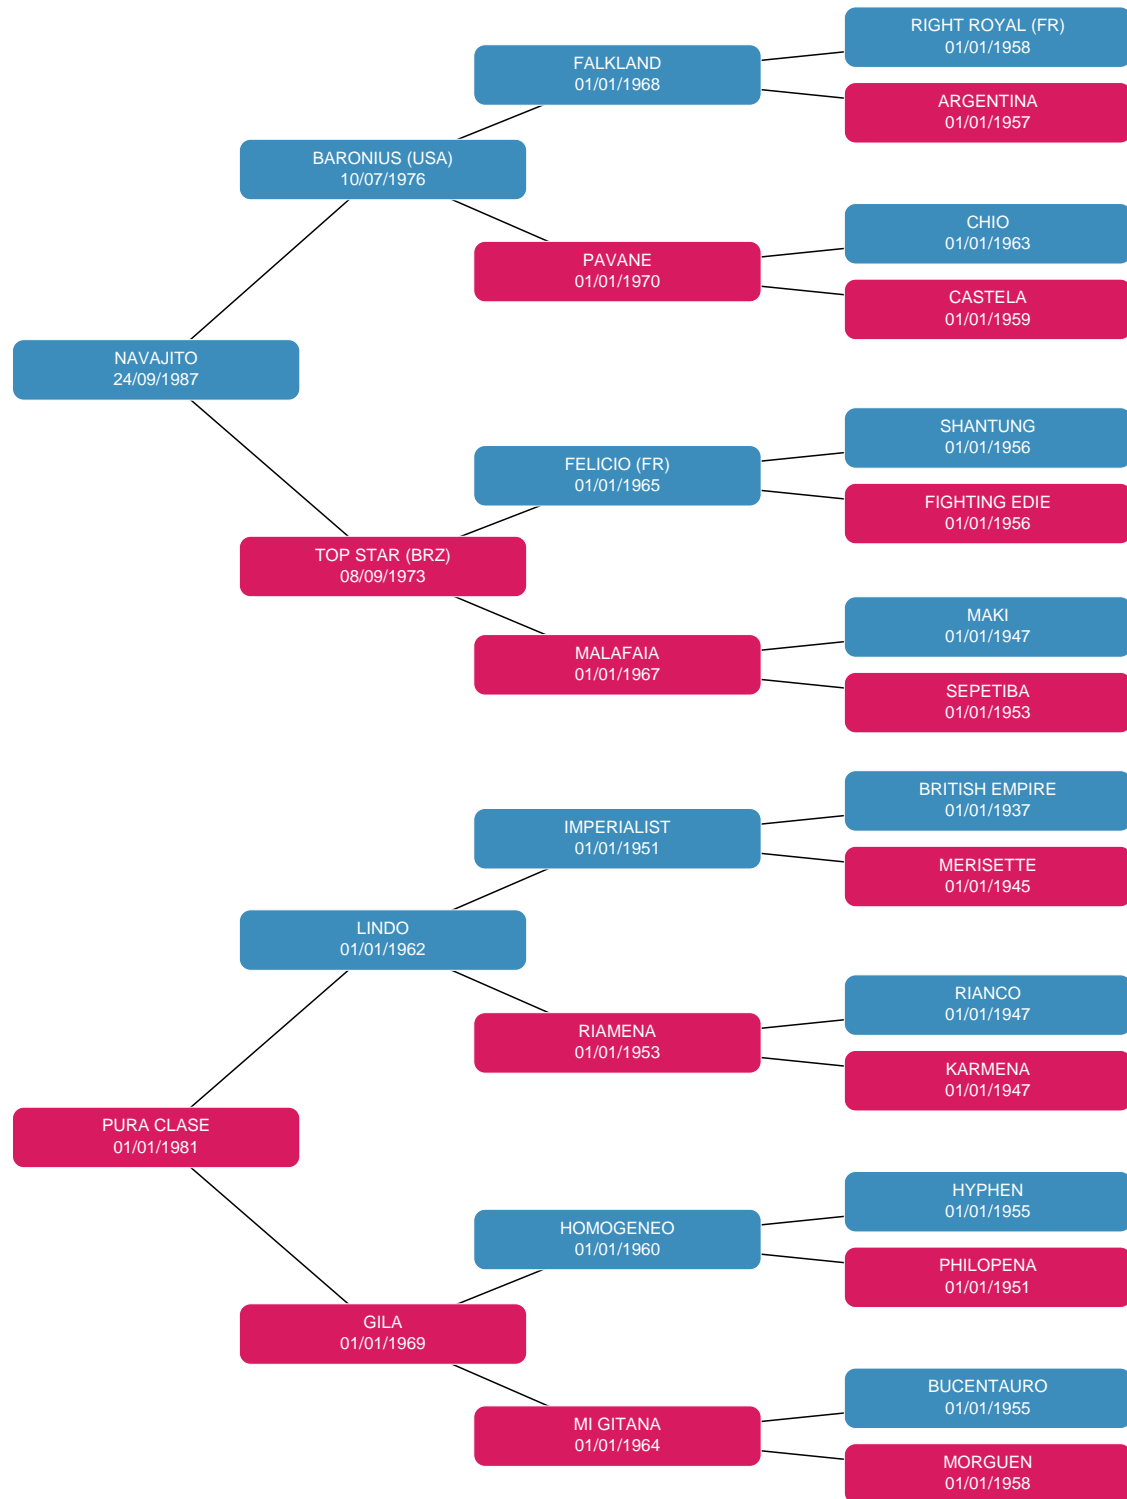 RIGHT ROYAL (FR)
01/01/1958
FALKLAND
01/01/1968
ARGENTINA
01/01/1957
BARONIUS (USA)
10/07/1976
CHIO
01/01/1963
PAVANE
01/01/1970
CASTELA
01/01/1959
NAVAJITO
24/09/1987
SHANTUNG
01/01/1956
FELICIO (FR)
01/01/1965
FIGHTING EDIE
01/01/1956
TOP STAR (BRZ)
08/09/1973
MAKI
01/01/1947
MALAFAIA
01/01/1967
SEPETIBA
01/01/1953
BRITISH EMPIRE
01/01/1937
IMPERIALIST
01/01/1951
MERISETTE
01/01/1945
LINDO
01/01/1962
RIANCO
01/01/1947
RIAMENA
01/01/1953
KARMENA
01/01/1947
PURA CLASE
01/01/1981
HYPHEN
01/01/1955
HOMOGENEO
01/01/1960
PHILOPENA
01/01/1951
GILA
01/01/1969
BUCENTAURO
01/01/1955
MI GITANA
01/01/1964
MORGUEN
01/01/1958